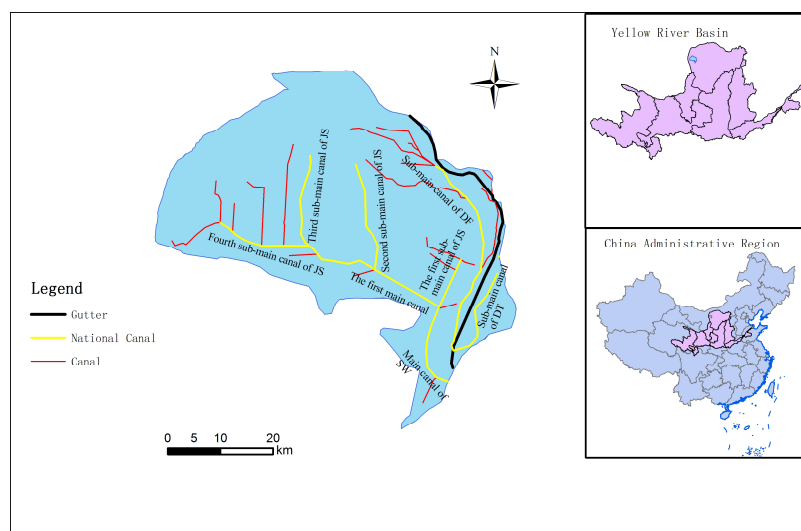 Yellow River Basin
N
Third sub-main canal of JS
Second sub-main canal of JS
Sub-main canal of DF
The first sub-
main canal of JS
Fourth sub-main canal of JS
The first main canal
Sub-main canal
of DT
Main canal of
SW
China Administrative Region
Legend
Gutter
National Canal
Canal
0 5 10 20
km